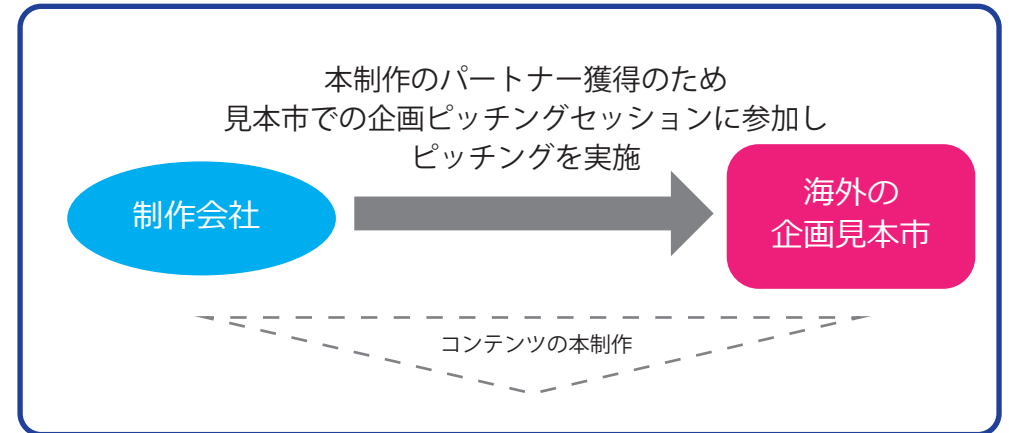 本制作のパートナー獲得のため
見本市での企画ピッチングセッションに参加し
ピッチングを実施
制作会社
海外の
企画見本市
コンテンツの本制作